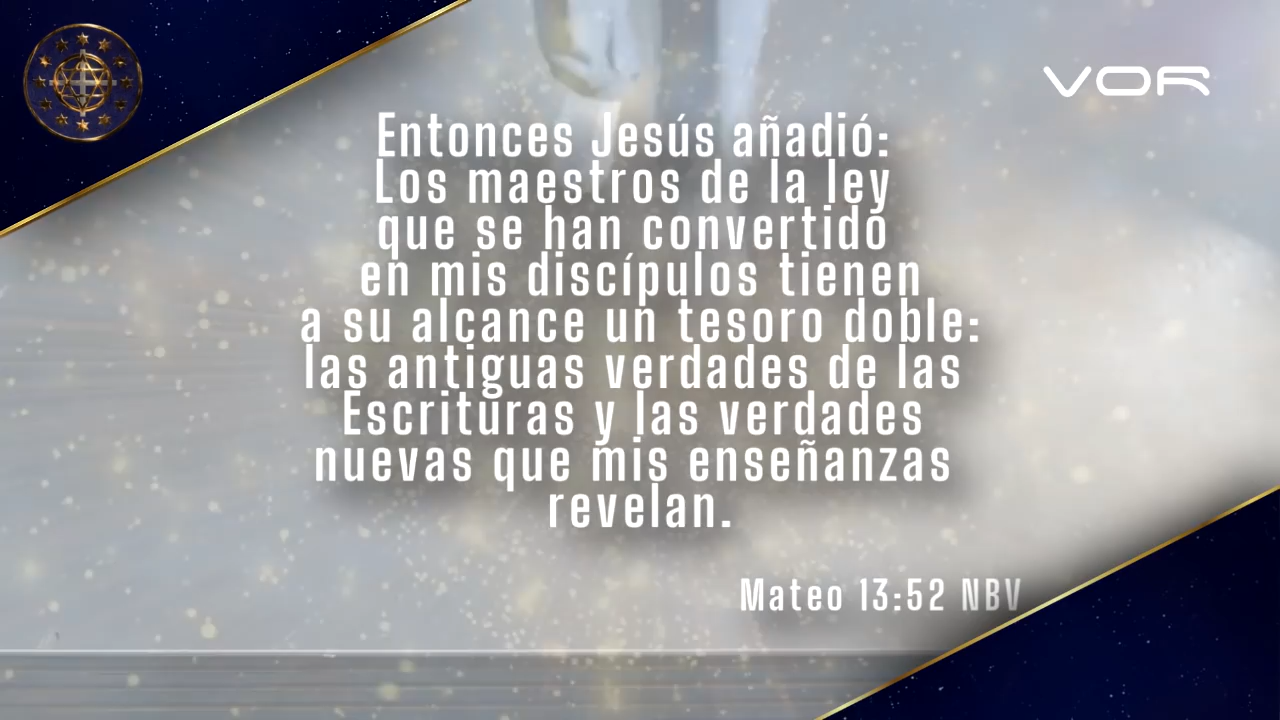 VOR
Entonces Jesús añadió:
Los maestros de la ley
que se han convertido
en mis discípulos tienen
a su alcance un tesoro doble:
las antiguas verdades de las
Escrituras y las verdades
nuevas que mis enseñanzas
revelan.
Mateo 13:52 NBV